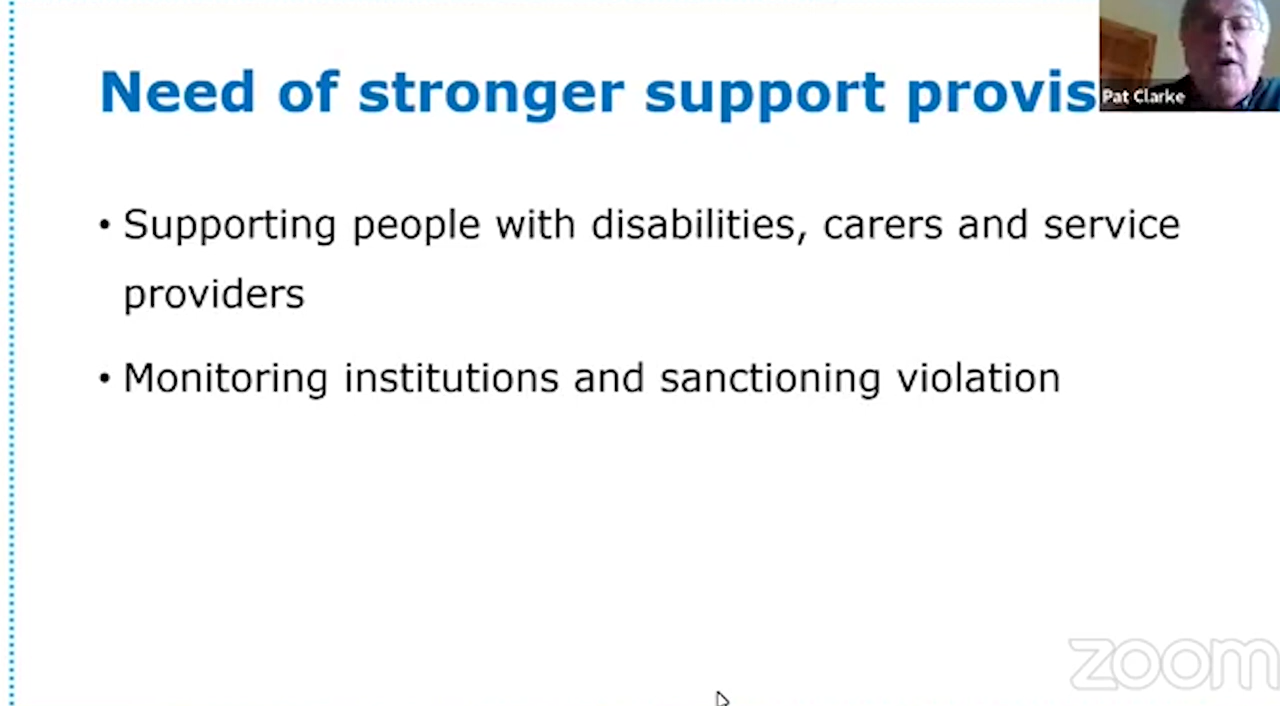 Need of stronger support provis
Pat Clarke
• Supporting people with disabilities, carers and service
providers
• Monitoring institutions and sanctioning violation
zoom